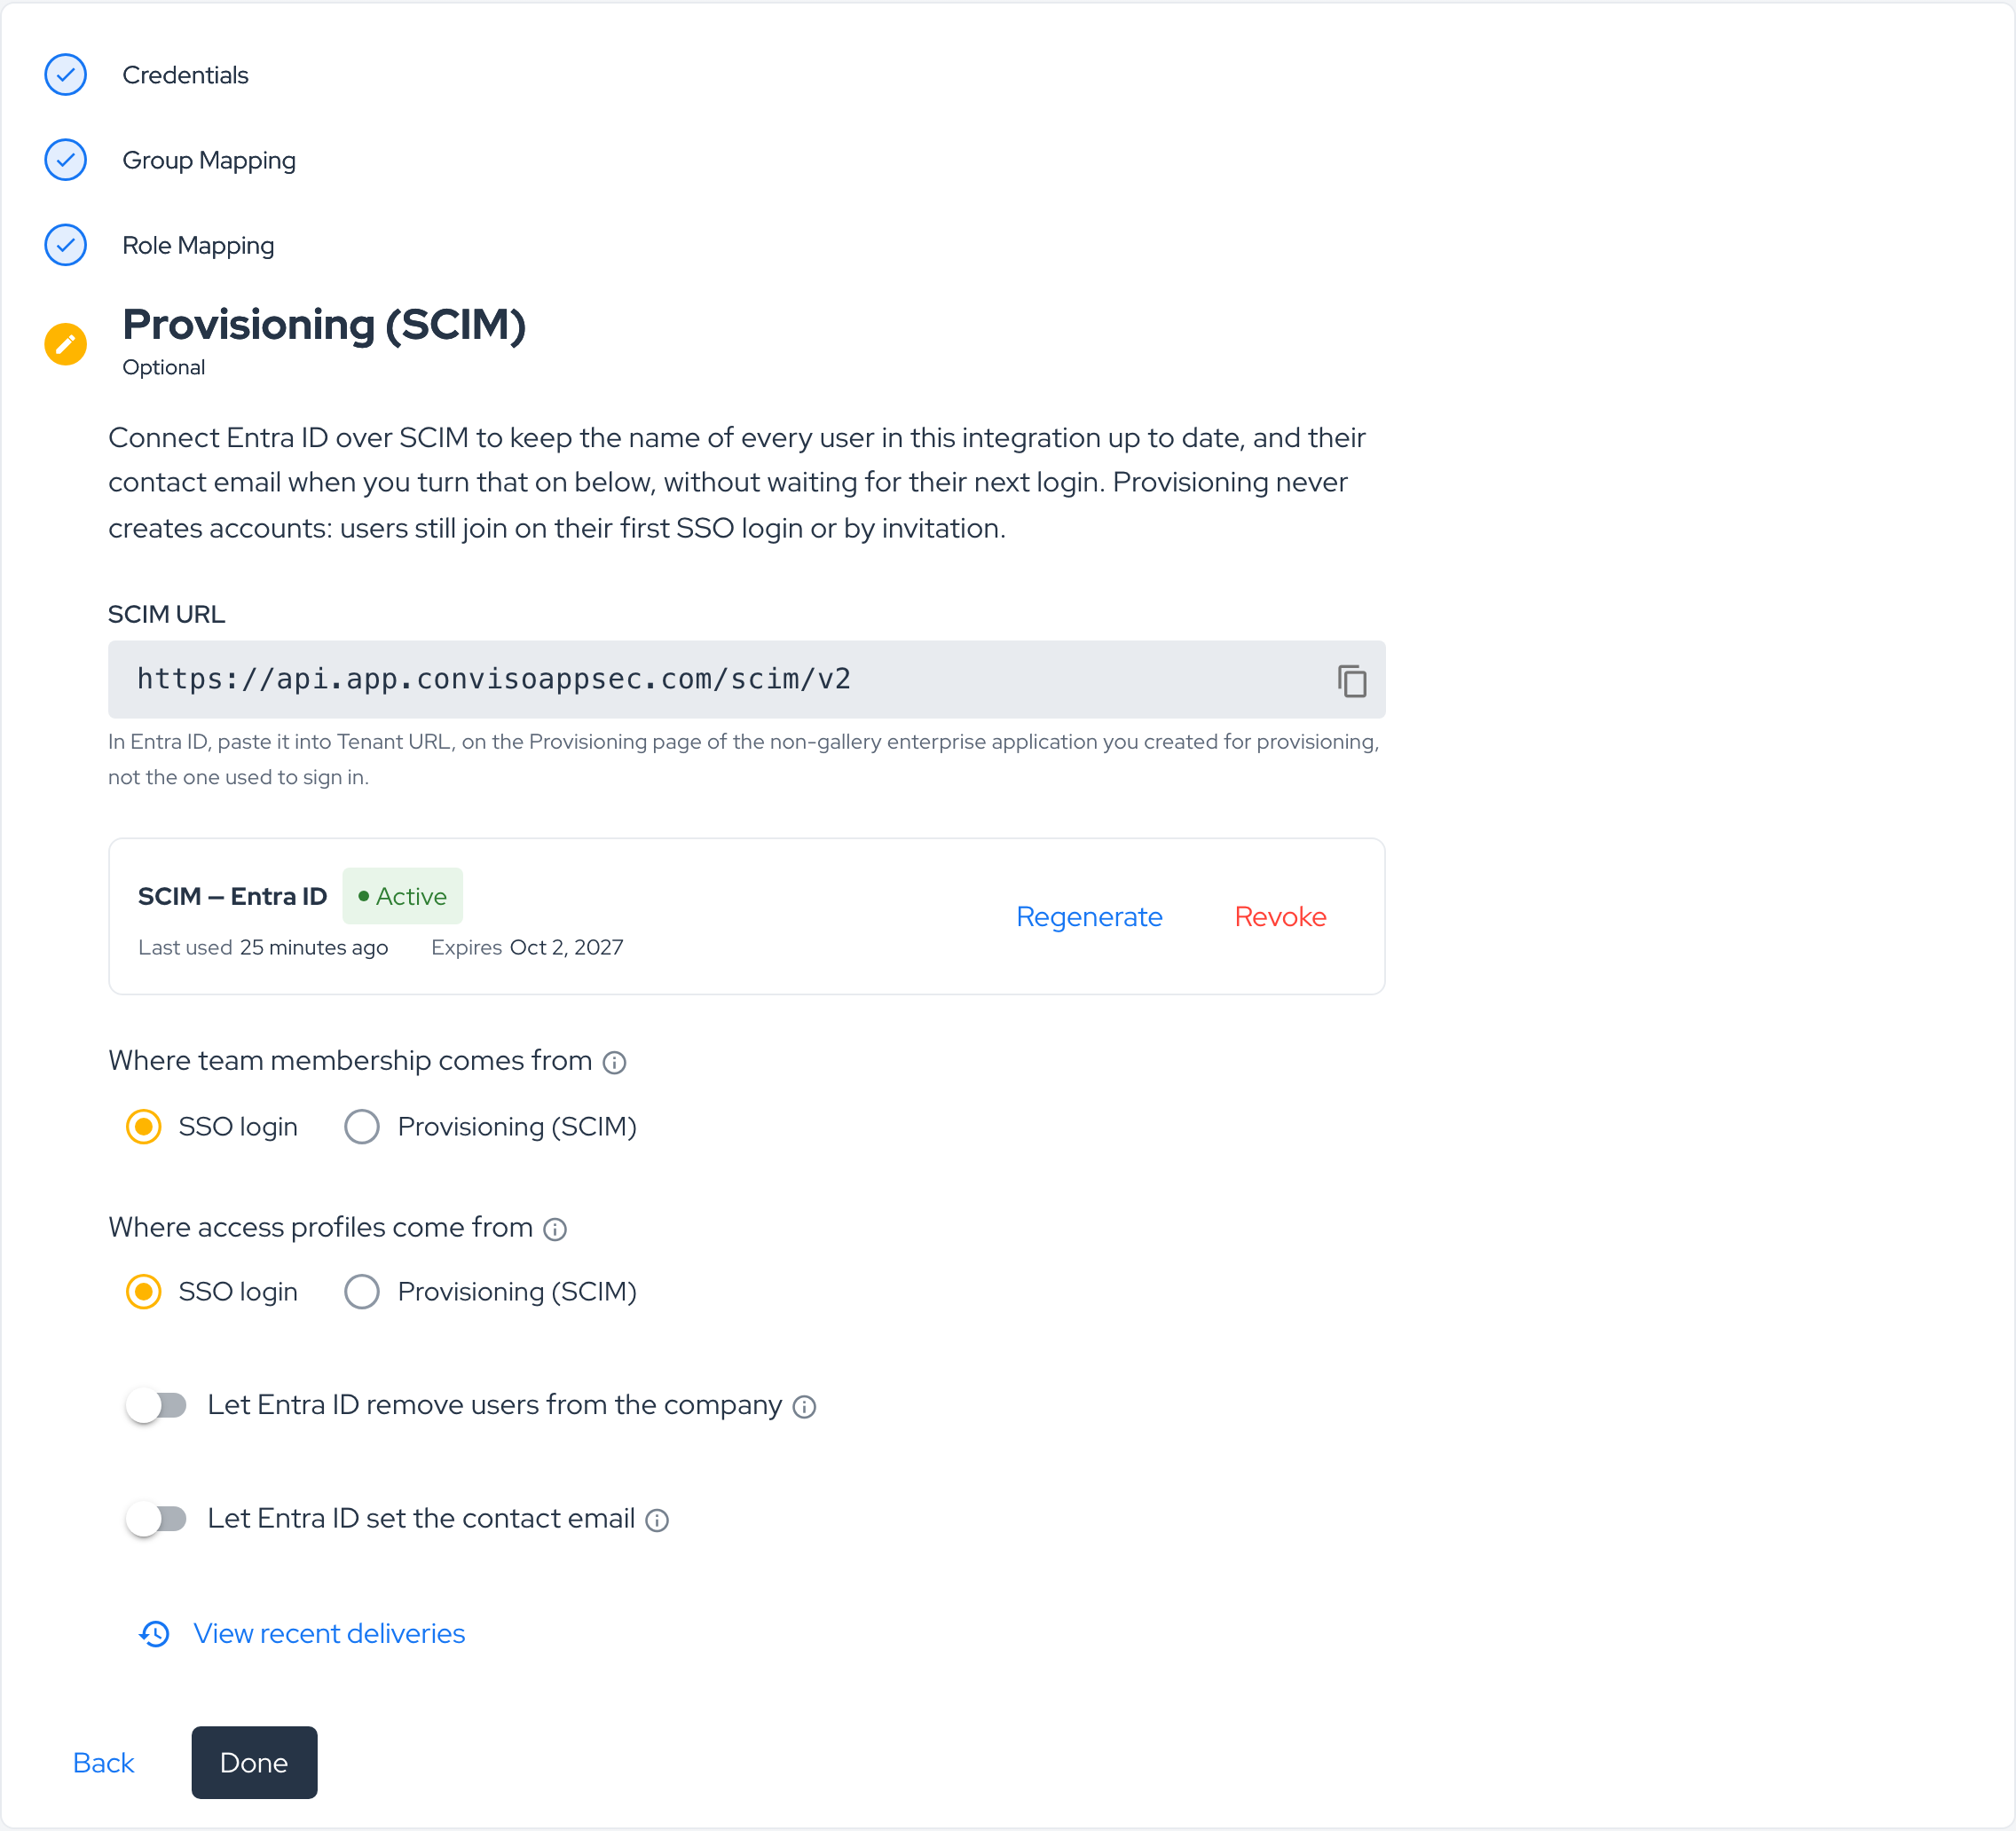 Credentials
Group Mapping
Role Mapping
Provisioning (SCIM)
Optional
Connect Entra ID over SCIM to keep the name of every user in this integration up to date, and their
contact email when you turn that on below, without waiting for their next login. Provisioning never
creates accounts: users still join on their first SSO login or by invitation.
SCIM URL
https://api.app.convisoappsec.com/scim/v2
In Entra ID, paste it into Tenant URL, on the Provisioning page of the non-gallery enterprise application you created for provisioning,
not the one used to sign in.
SCIM – Entra ID Active
Regenerate Revoke
Last used 25 minutes ago Expires Oct 2, 2027
Where team membership comes from
SSO login Provisioning (SCIM)
Where access profiles come from
SSO login Provisioning (SCIM)
Let Entra ID remove users from the company
Let Entra ID set the contact email
View recent deliveries
Back Done